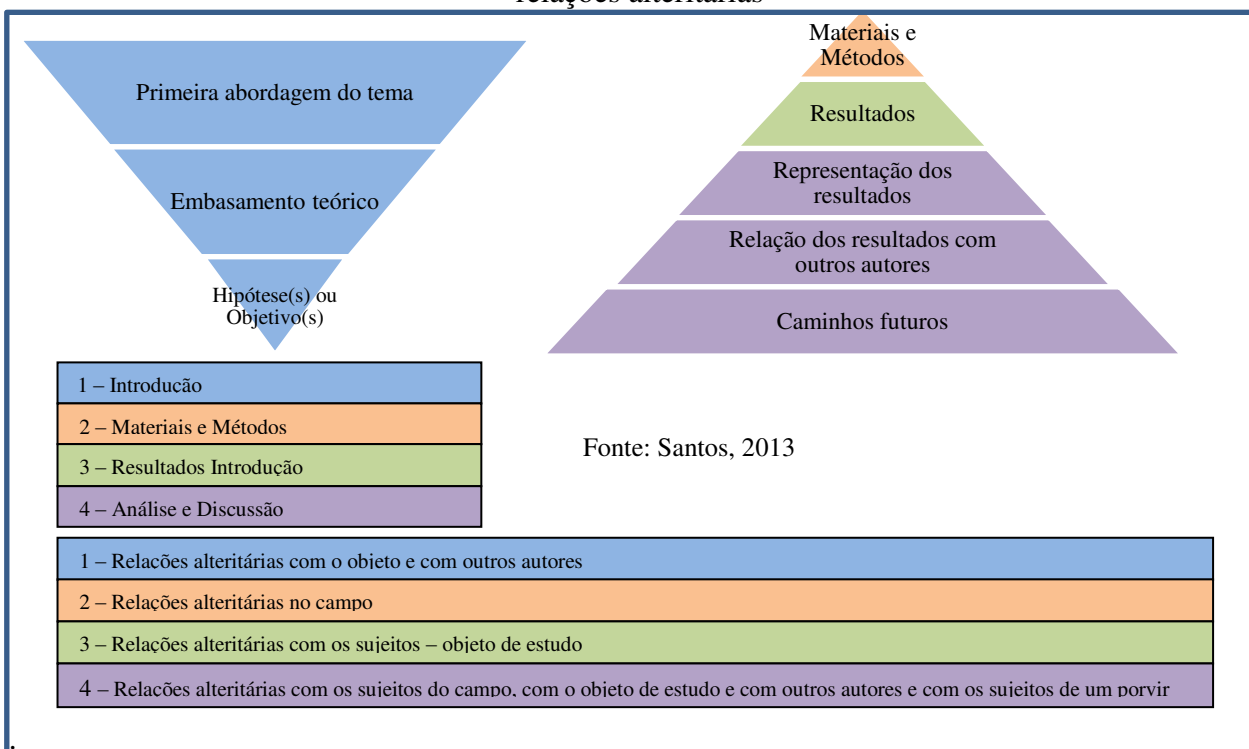 relações alteritárias
Primeira abordagem do tema
Embasamento teórico
Hipótese(s) ou
Objetivo(s)
Materiais e
Métodos
Resultados
Representação dos
resultados
Relação dos resultados com
outros autores
Caminhos futuros
1 – Introdução
2 – Materiais e Métodos
3 – Resultados Introdução
4 – Análise e Discussão
Fonte: Santos, 2013
1 – Relações alteritárias com o objeto e com outros autores
2 – Relações alteritárias no campo
3 – Relações alteritárias com os sujeitos – objeto de estudo
4 – Relações alteritárias com os sujeitos do campo, com o objeto de estudo e com outros autores e com os sujeitos de um porvir
.